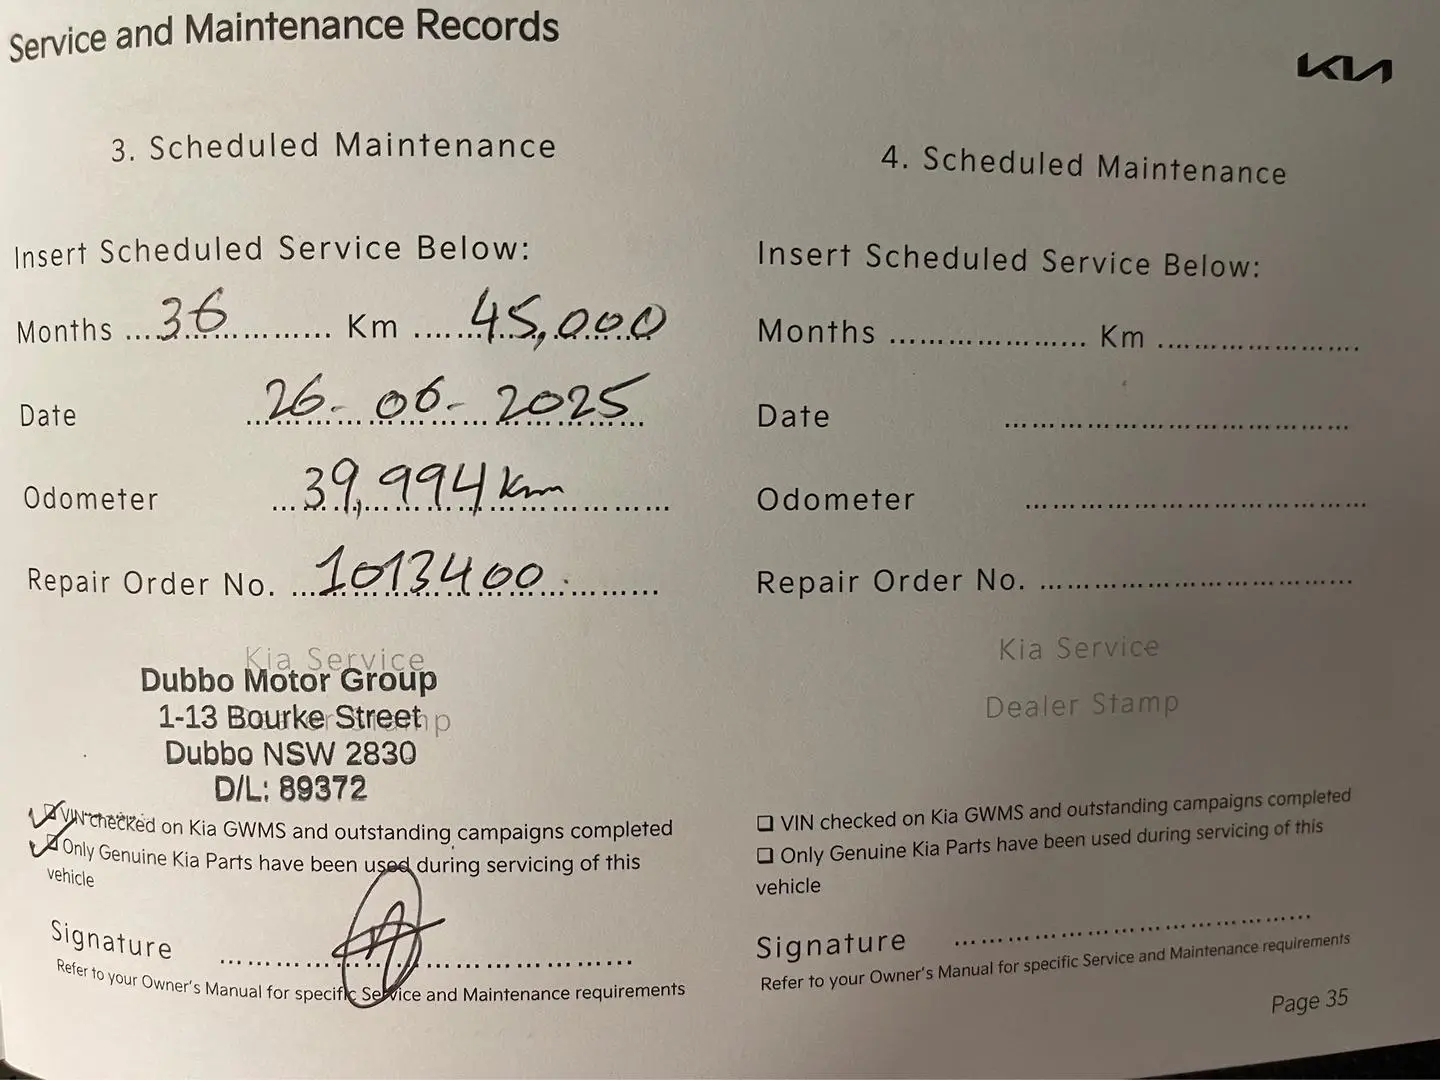 Service and Maintenance Records
KIA
3. Scheduled Maintenance
Insert Scheduled Service Below:
Months ...36............. Km .....45,000
Date 26-06-2025
Odometer 39,994 km
Repair Order No. ...1013400............
Kia Service
Dealer Stamp
Dubbo Motor Group
1-13 Bourke Street
Dubbo NSW 2830
D/L: 89372
VIN checked on Kia GWMS and outstanding campaigns completed
Only Genuine Kia Parts have been used during servicing of this
vehicle
Signature ........................................
Refer to your Owner's Manual for specific Service and Maintenance requirements
4. Scheduled Maintenance
Insert Scheduled Service Below:
Months ...................... Km ........................
Date ......................................
Odometer ......................................
Repair Order No. ...................................
Kia Service
Dealer Stamp
❑ VIN checked on Kia GWMS and outstanding campaigns completed
❑ Only Genuine Kia Parts have been used during servicing of this
vehicle
Signature ........................................
Refer to your Owner's Manual for specific Service and Maintenance requirements
Page 35